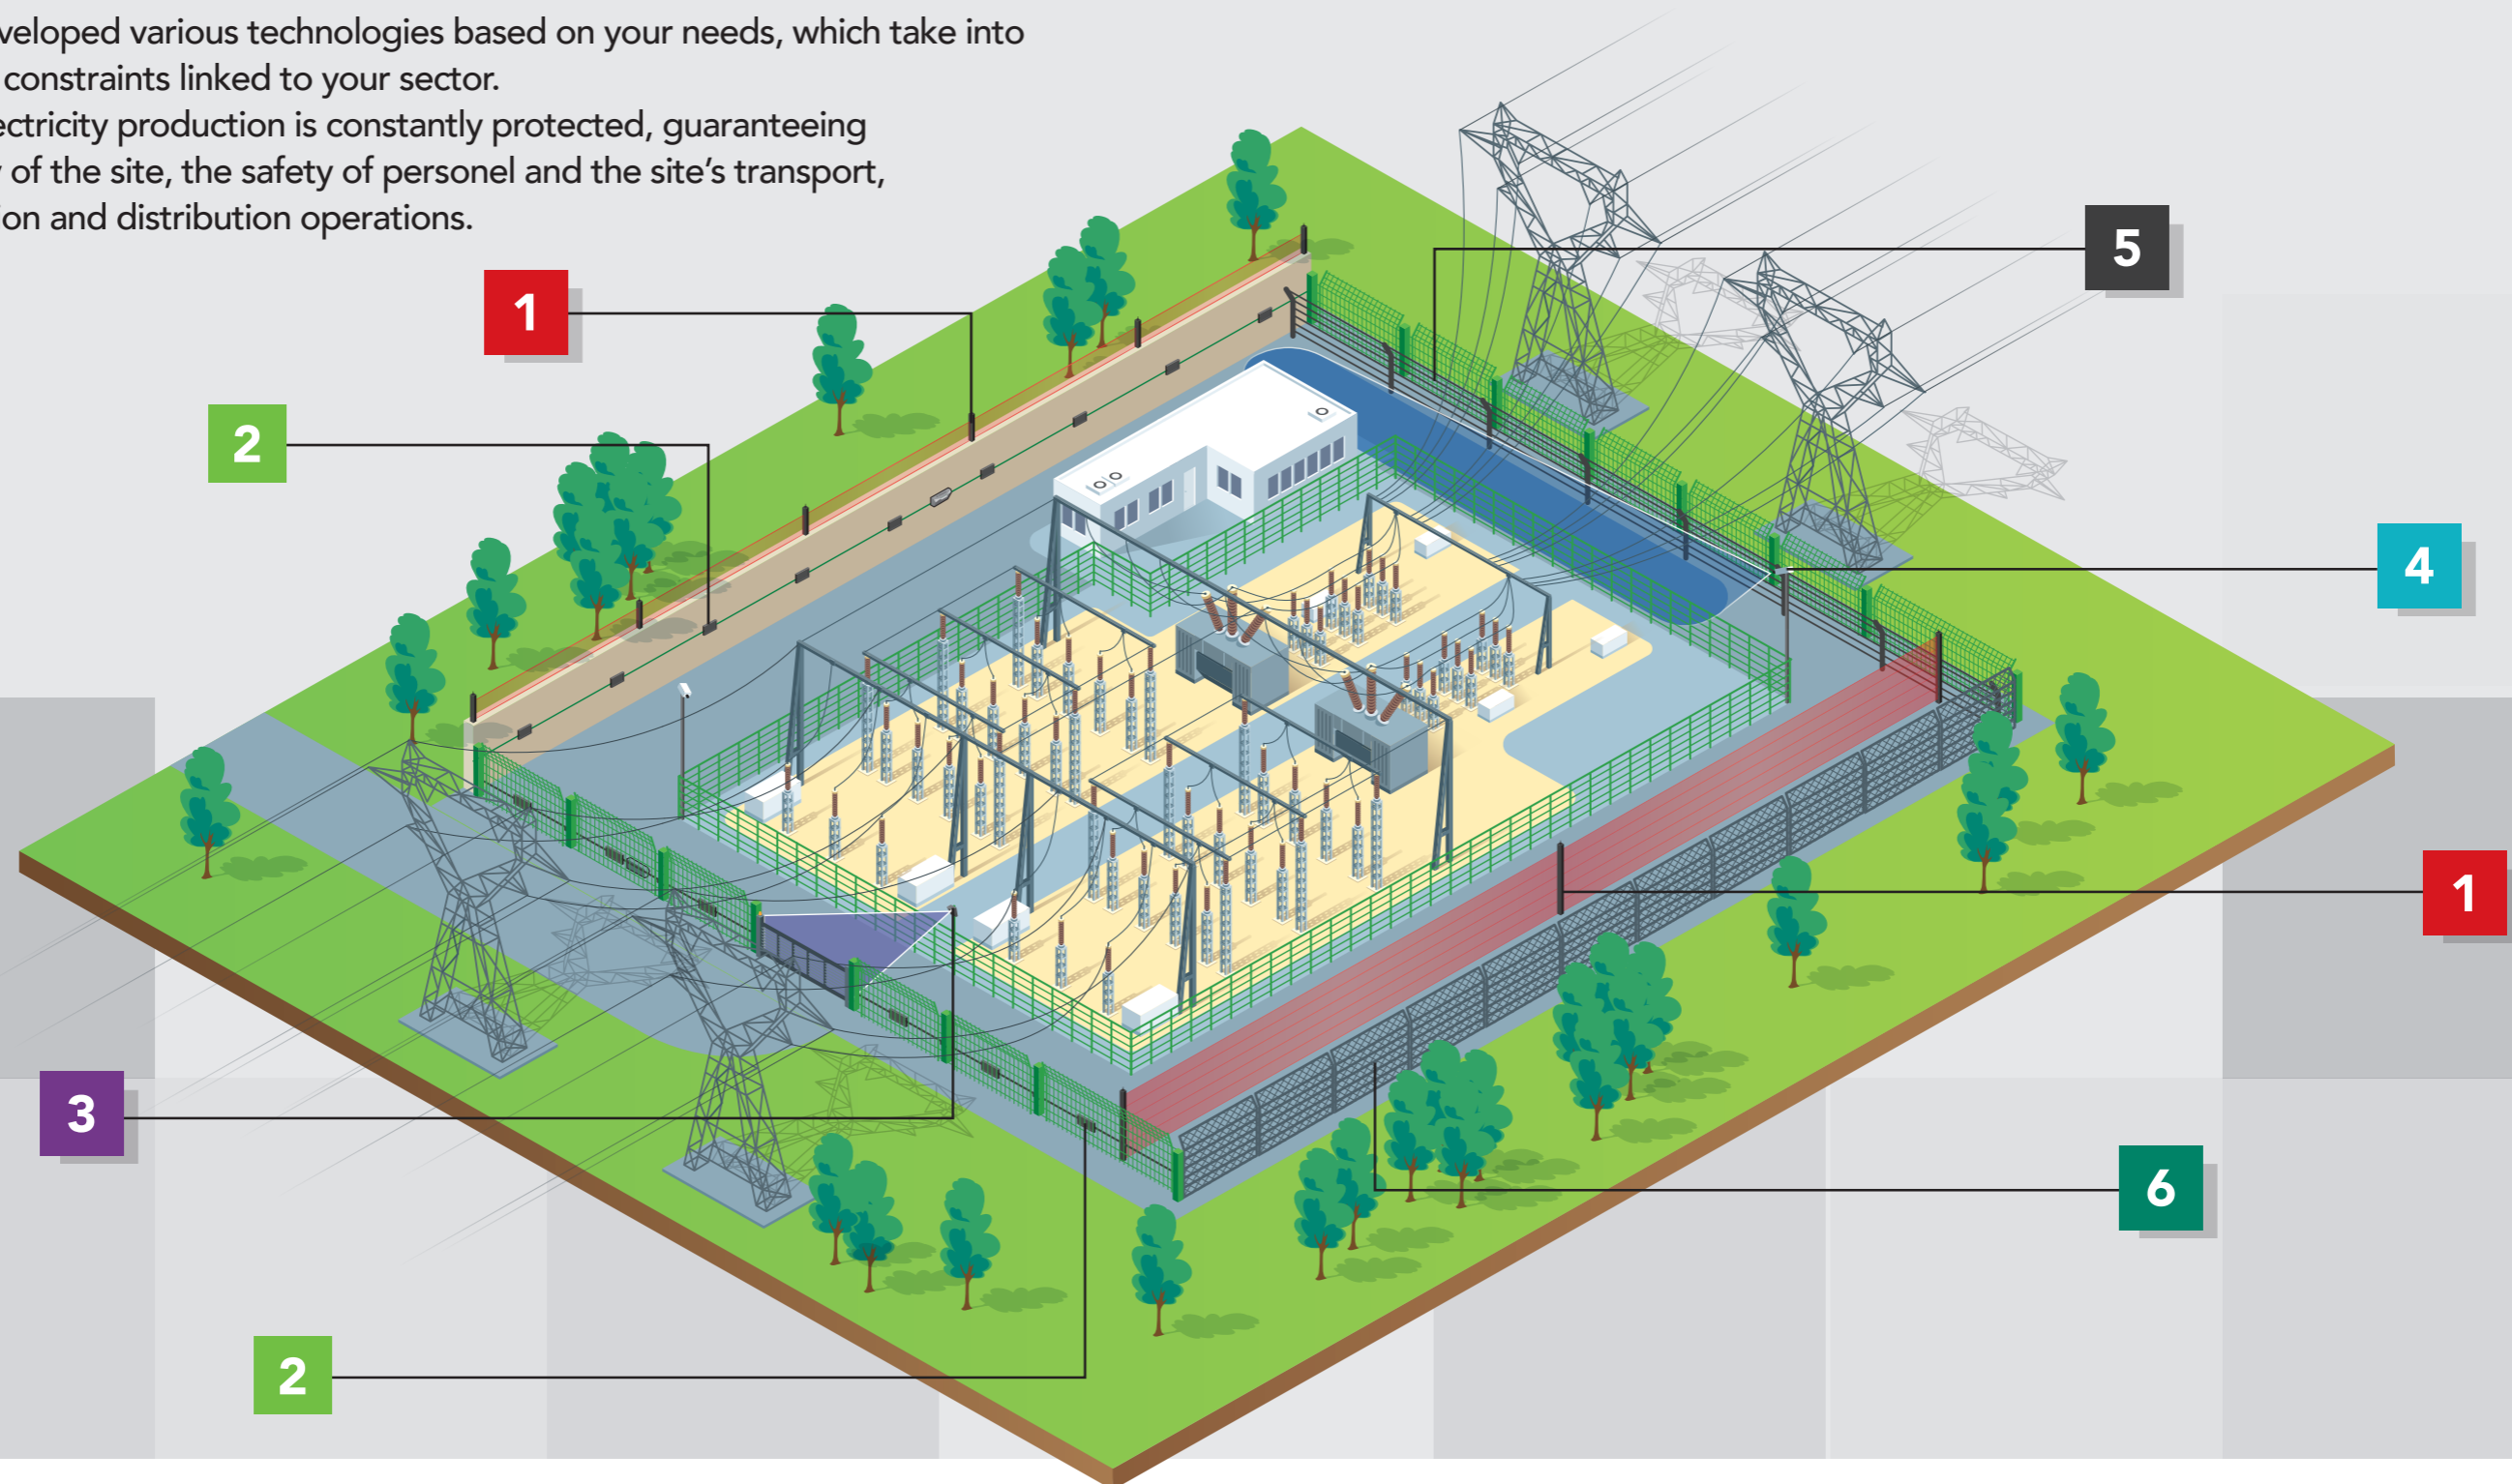 veloped various technologies based on your needs, which take into
constraints linked to your sector.
ectricity production is constantly protected, guaranteeing
of the site, the safety of personel and the site's transport,
ion and distribution operations.
5
1
2
4
1
3
6
2